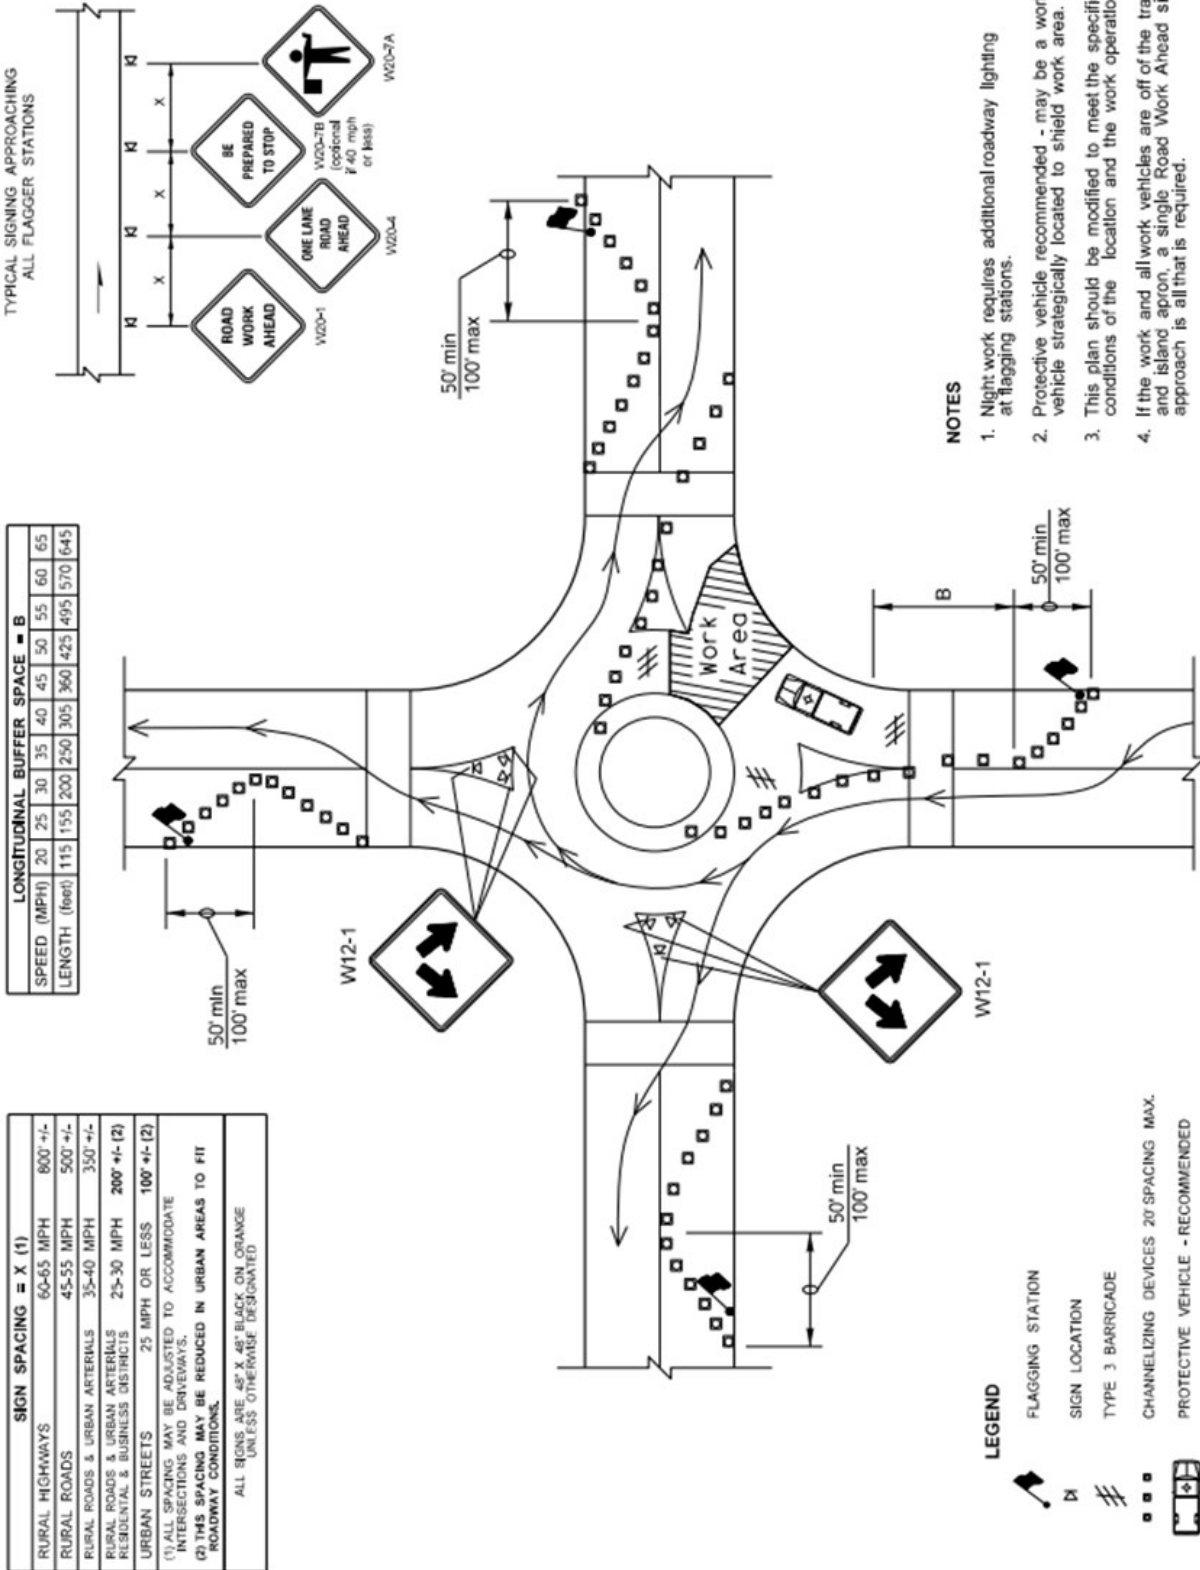 SIGN SPACING = X (1)
RURAL HIGHWAYS 60-65 MPH 800' +/-
RURAL ROADS 45-55 MPH 500' +/-
RURAL ROADS & URBAN ARTERIALS 35-40 MPH 350' +/-
RURAL ROADS & URBAN ARTERIALS 25-30 MPH 200' +/- (2)
RESIDENTAL & BUSINESS DISTRICTS
URBAN STREETS 25 MPH OR LESS 100' +/- (2)
(1) ALL SPACING MAY BE ADJUSTED TO ACCOMMODATE
INTERSECTIONS AND DRIVEWAYS.
(2) THIS SPACING MAY BE REDUCED IN URBAN AREAS TO FIT
ROADWAY CONDITIONS.
ALL SIGNS ARE 48" X 48" BLACK ON ORANGE
UNLESS OTHERWISE DESIGNATED
LONGITUDINAL BUFFER SPACE = B
SPEED (MPH) 20 25 30 35 40 45 50 55 60 65
LENGTH (feet) 115 155 200 250 305 360 425 495 570 645
TYPICAL SIGNING APPROACHING
ALL FLAGGER STATIONS
X X X
ROAD
WORK
AHEAD
W20-1
ONE LANE
ROAD
AHEAD
W20-4
BE
PREPARED
TO STOP
W20-7B
(optional
if 40 mph
or less)
W20-7A
50' min
100' max
W12-1
50' min
100' max
Work
Area
50' min
100' max
W12-1
B
50' min
100' max
LEGEND
FLAGGING STATION
SIGN LOCATION
TYPE 3 BARRICADE
CHANNELIZING DEVICES 20' SPACING MAX.
PROTECTIVE VEHICLE - RECOMMENDED
NOTES
1. Night work requires additional roadway lighting
at flagging stations.
2. Protective vehicle recommended - may be a
vehicle strategically located to shield work area.
3. This plan should be modified to meet the
conditions of the location and the work
4. If the work and all work vehicles are off of the
and island apron, a single Road Work Ahead
approach is all that is required.